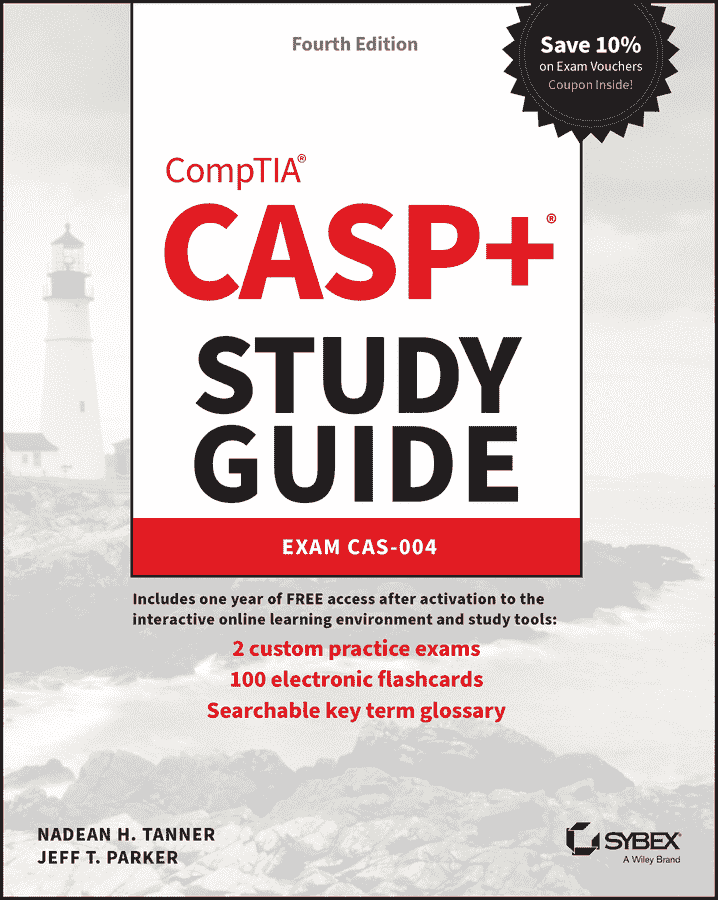 Fourth Edition
Save 10%
on Exam Vouchers
Coupon Inside!
CompTIA®
CASP+®
STUDY
GUIDE
EXAM CAS-004
Includes one year of FREE access after activation to the
interactive online learning environment and study tools:
2 custom practice exams
100 electronic flashcards
Searchable key term glossary
NADEAN H. TANNER
JEFF T. PARKER
SYBEX®
A Wiley Brand